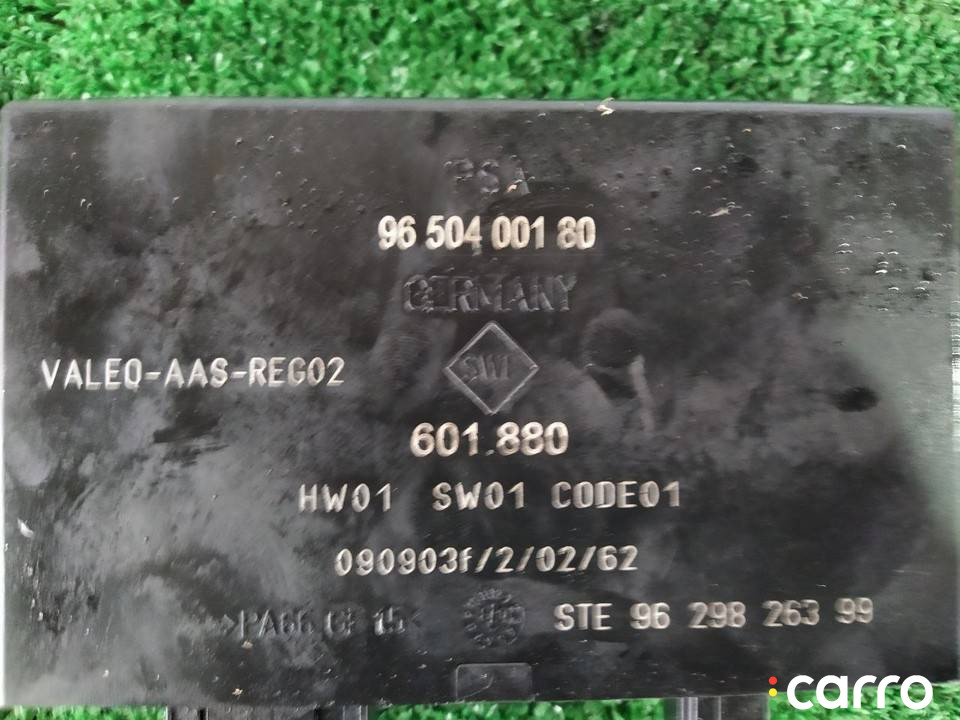 PSA
96 504 001 80
GERMANY
SWF
VALEO-AAS-REG02
601.880
HW01 SW01 CODE01
090903f/2/02/62
>PA66 GF 15<
STE 96 298 263 99
carro